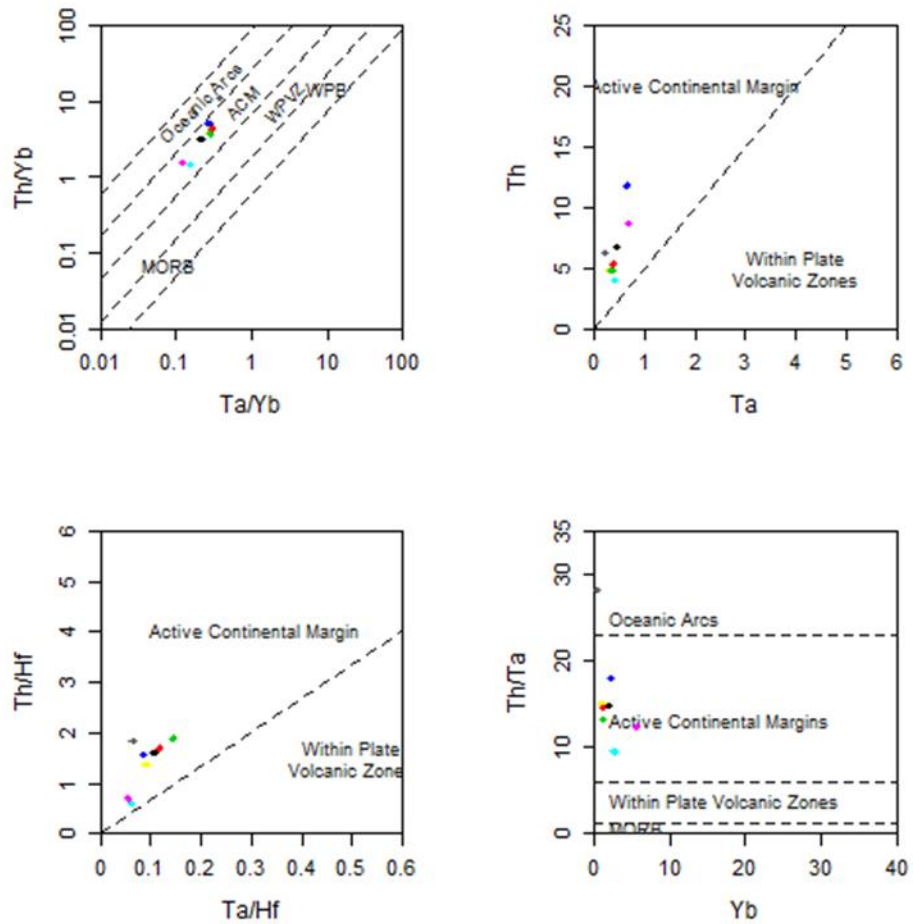 100
10
1
0.1
0.01
Th/Yb
Oceanic Arcs
ACM
WPVZ WPB
MORB
0.01 0.1 1 10 100
Ta/Yb
25
20
15
10
5
0
Th
Active Continental Margin
Within Plate
Volcanic Zones
0 1 2 3 4 5 6
Ta
6
5
4
3
2
1
0
Th/Hf
Active Continental Margin
Within Plate
Volcanic Zone
0 0.1 0.2 0.3 0.4 0.5 0.6
Ta/Hf
35
30
20
10
0
Th/Ta
Oceanic Arcs
Active Continental Margins
Within Plate Volcanic Zones
MORB
0 10 20 30 40
Yb